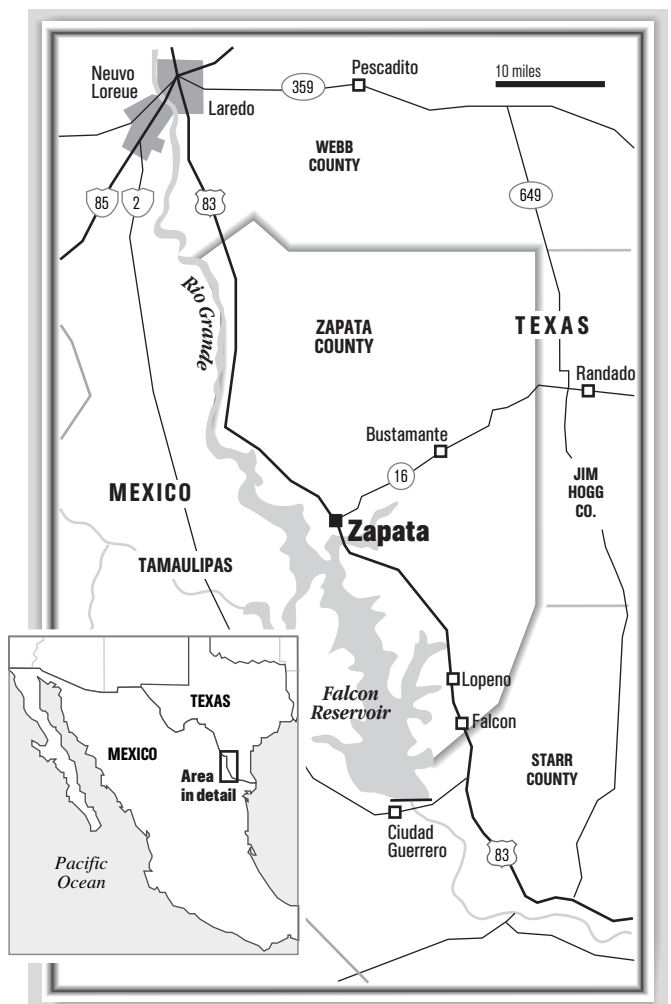 Neuvo
Loreue
Laredo
359
Pescadito
10 miles
WEBB
COUNTY
85
2
83
649
Rio Grande
ZAPATA
COUNTY
TEXAS
Randado
Bustamante
16
JIM
HOGG
CO.
MEXICO
Zapata
TAMAULIPAS
Lopeno
Falcon
Reservoir
Falcon
STARR
COUNTY
TEXAS
MEXICO
Area
in detail
Pacific
Ocean
Ciudad
Guerrero
83